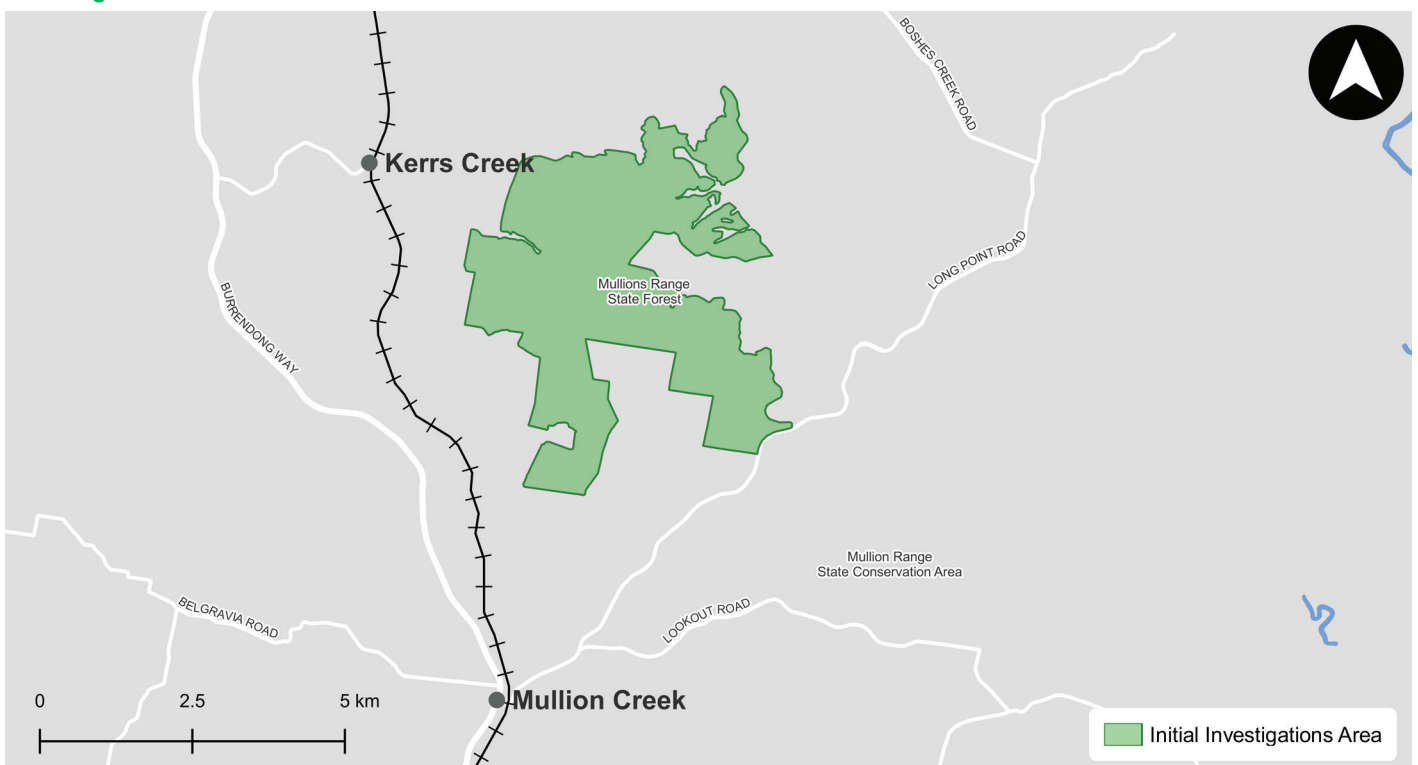 BOSHES CREEK ROAD
Kerrs Creek
LONG POINT ROAD
Mullions Range
State Forest
BURRENDONG WAY
Mullion Range
State Conservation Area
BELGRAVIA ROAD
LOOKOUT ROAD
0 2.5 5 km
Mullion Creek
Initial Investigations Area